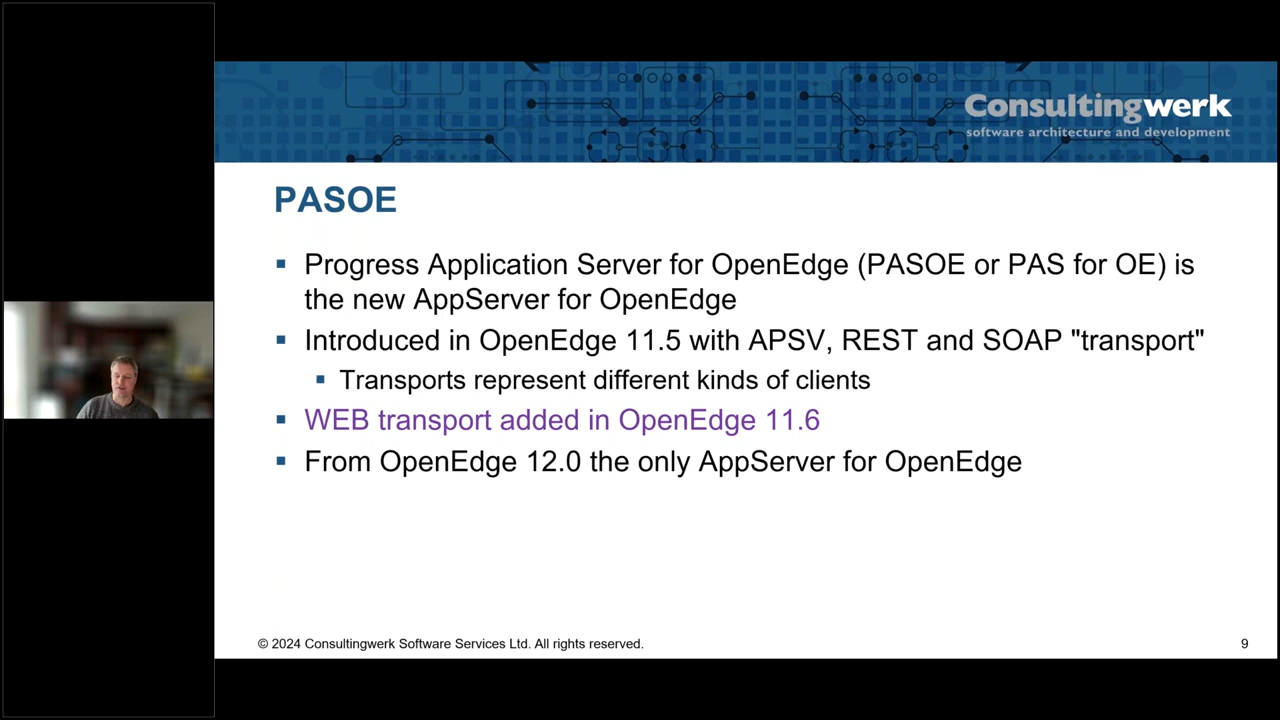 Consultingwerk
software architecture and development
PASOE
Progress Application Server for OpenEdge (PASOE or PAS for OE) is
the new AppServer for OpenEdge
Introduced in OpenEdge 11.5 with APSV, REST and SOAP "transport"
Transports represent different kinds of clients
WEB transport added in OpenEdge 11.6
From OpenEdge 12.0 the only AppServer for OpenEdge
© 2024 Consultingwerk Software Services Ltd. All rights reserved.
9